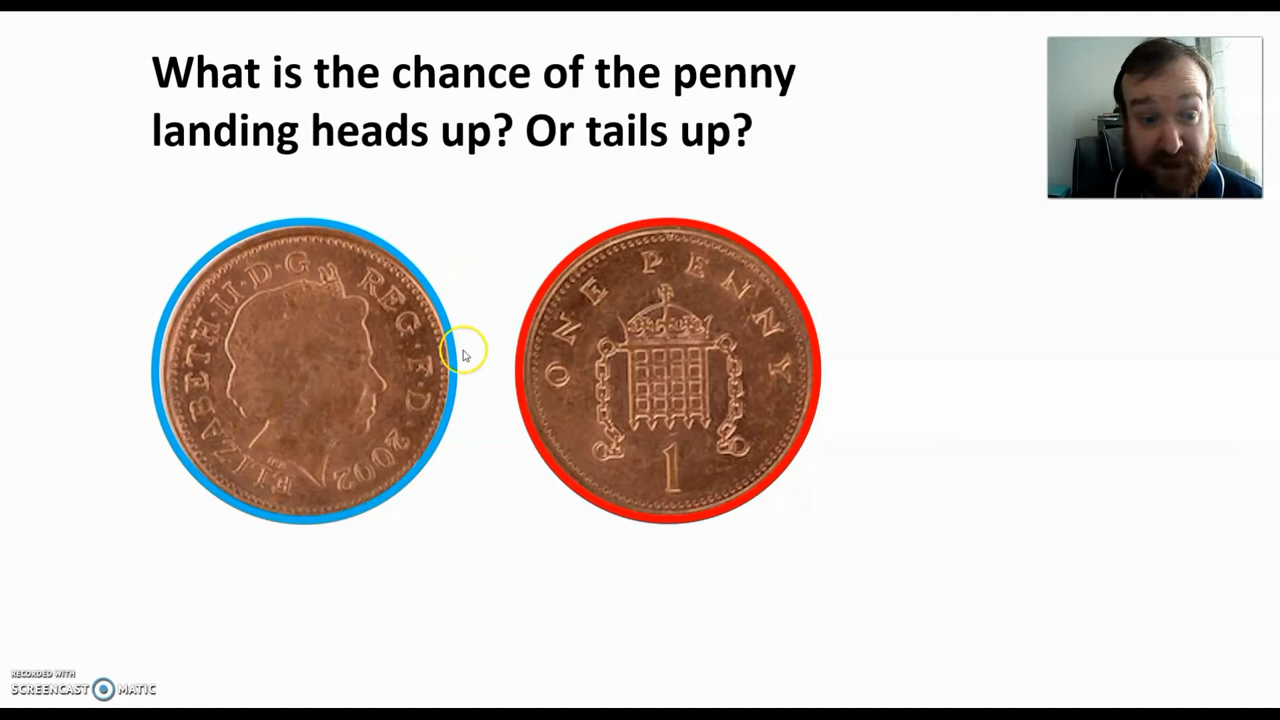 What is the chance of the penny
landing heads up? Or tails up?
ELIZABETH·II·D·G REG·F·D·2002
ONE PENNY
1
RECORDED WITH
SCREENCAST MATIC